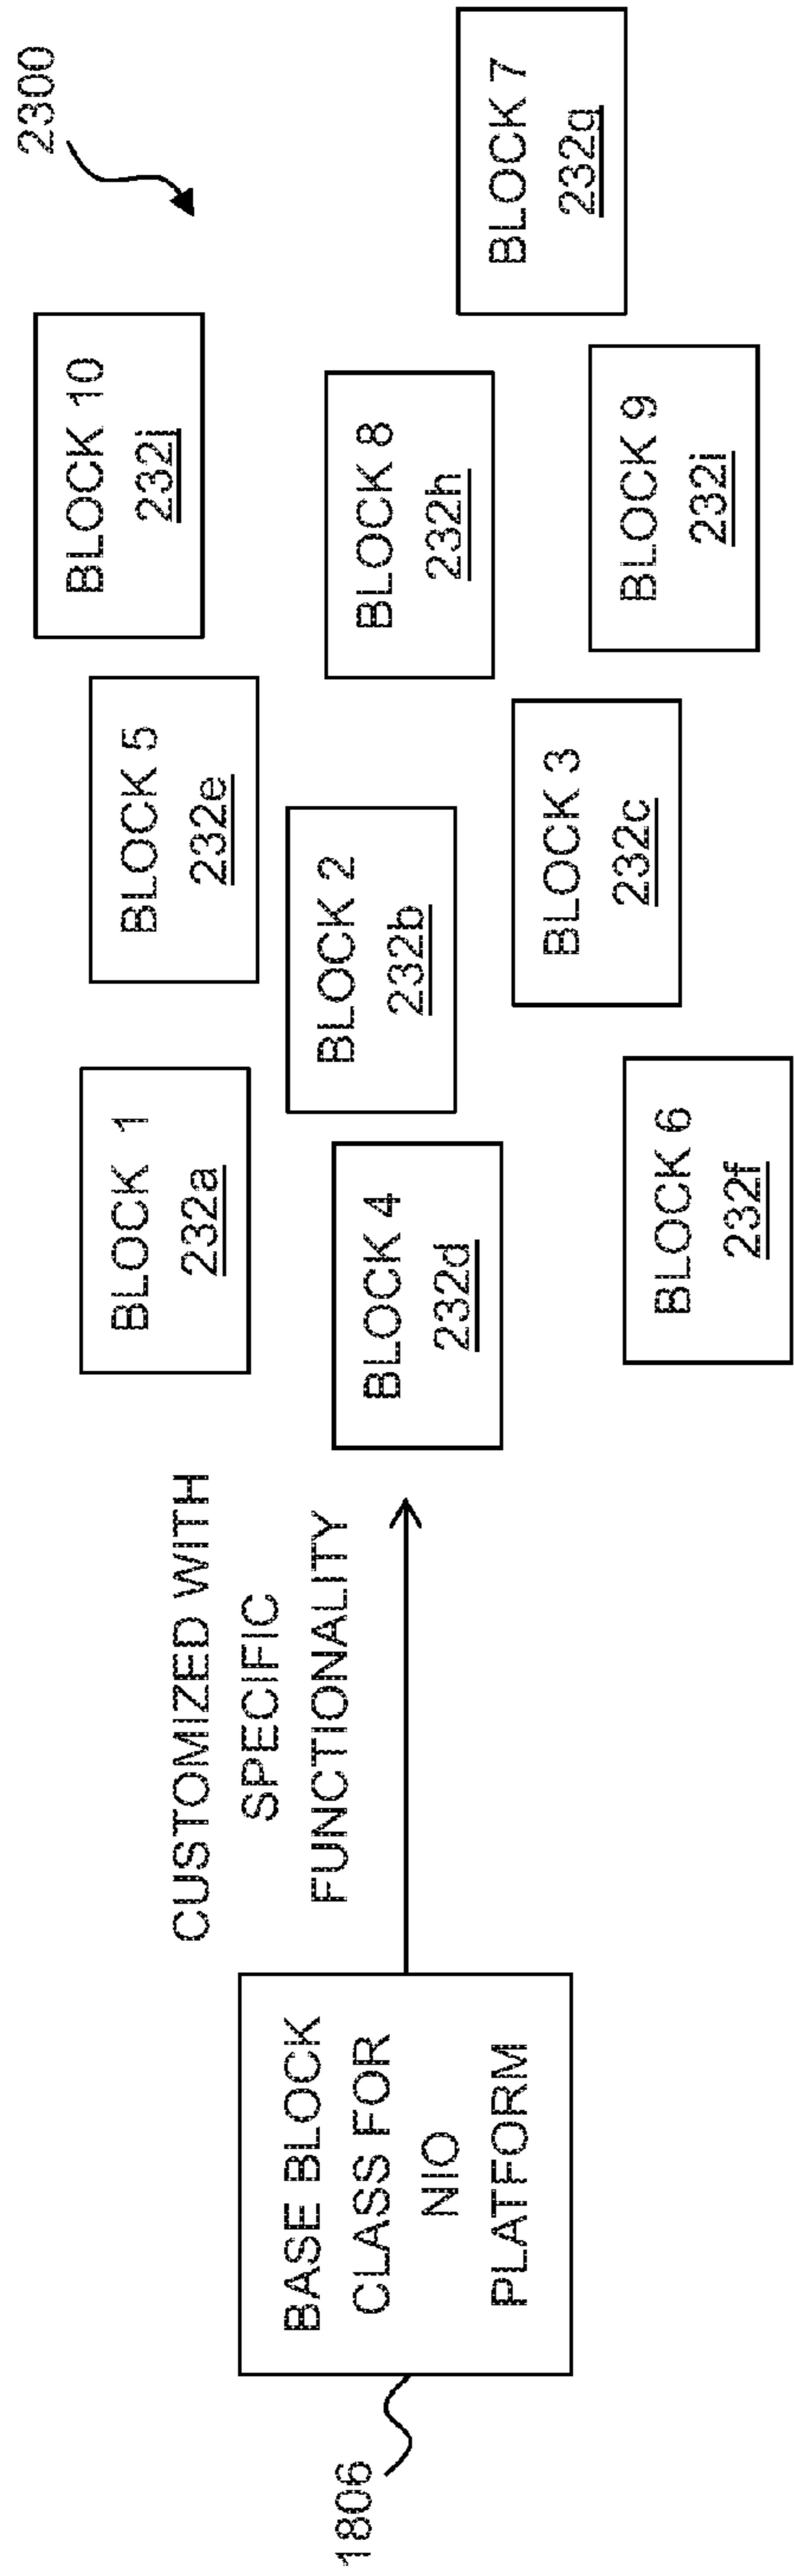 2300
1806
BASE BLOCK
CLASS FOR
NIO
PLATFORM
CUSTOMIZED WITH
SPECIFIC
FUNCTIONALITY
BLOCK 1
232a
BLOCK 5
232e
BLOCK 10
232j
BLOCK 4
232d
BLOCK 2
232b
BLOCK 8
232h
BLOCK 7
232g
BLOCK 6
232f
BLOCK 3
232c
BLOCK 9
232i